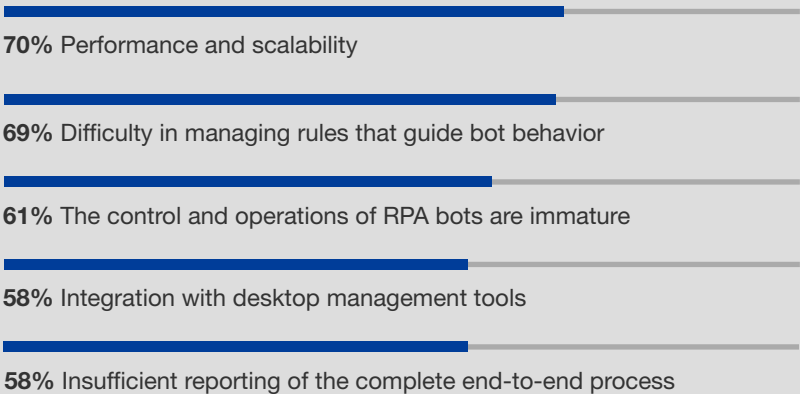 70% Performance and scalability
69% Difficulty in managing rules that guide bot behavior
61% The control and operations of RPA bots are immature
58% Integration with desktop management tools
58% Insufficient reporting of the complete end-to-end process